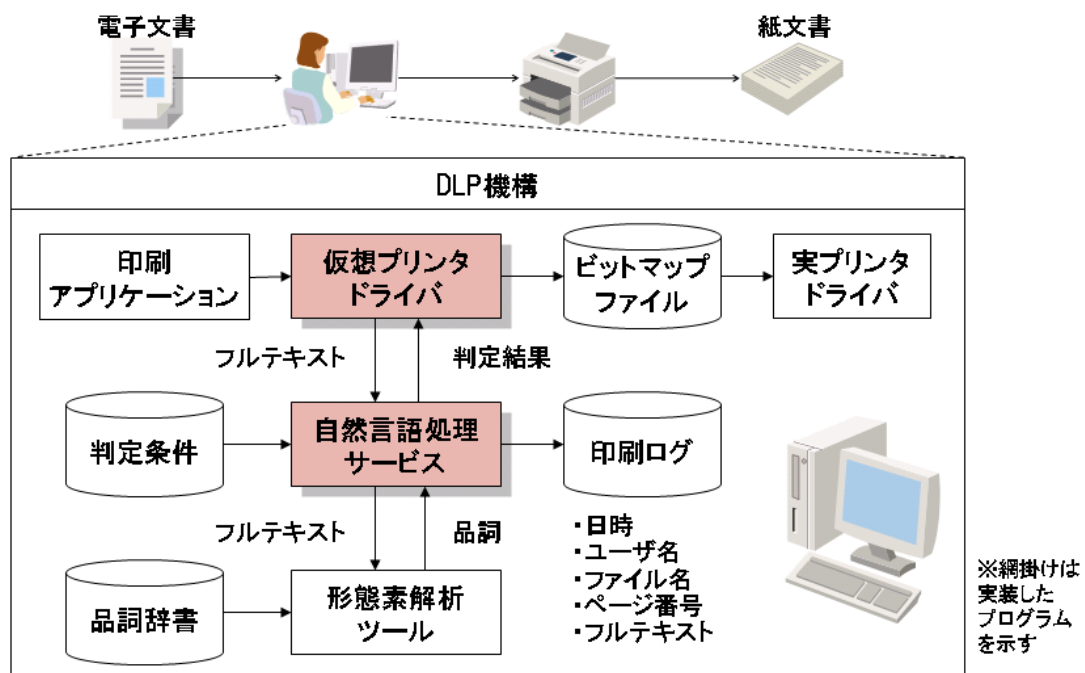 電子文書
紙文書
DLP機構
印刷
アプリケーション
仮想プリンタ
ドライバ
ビットマップ
ファイル
実プリンタ
ドライバ
フルテキスト
判定結果
判定条件
自然言語処理
サービス
印刷ログ
フルテキスト
品詞
・日時
・ユーザ名
・ファイル名
・ページ番号
・フルテキスト
品詞辞書
形態素解析
ツール
※網掛けは
実装した
プログラム
を示す